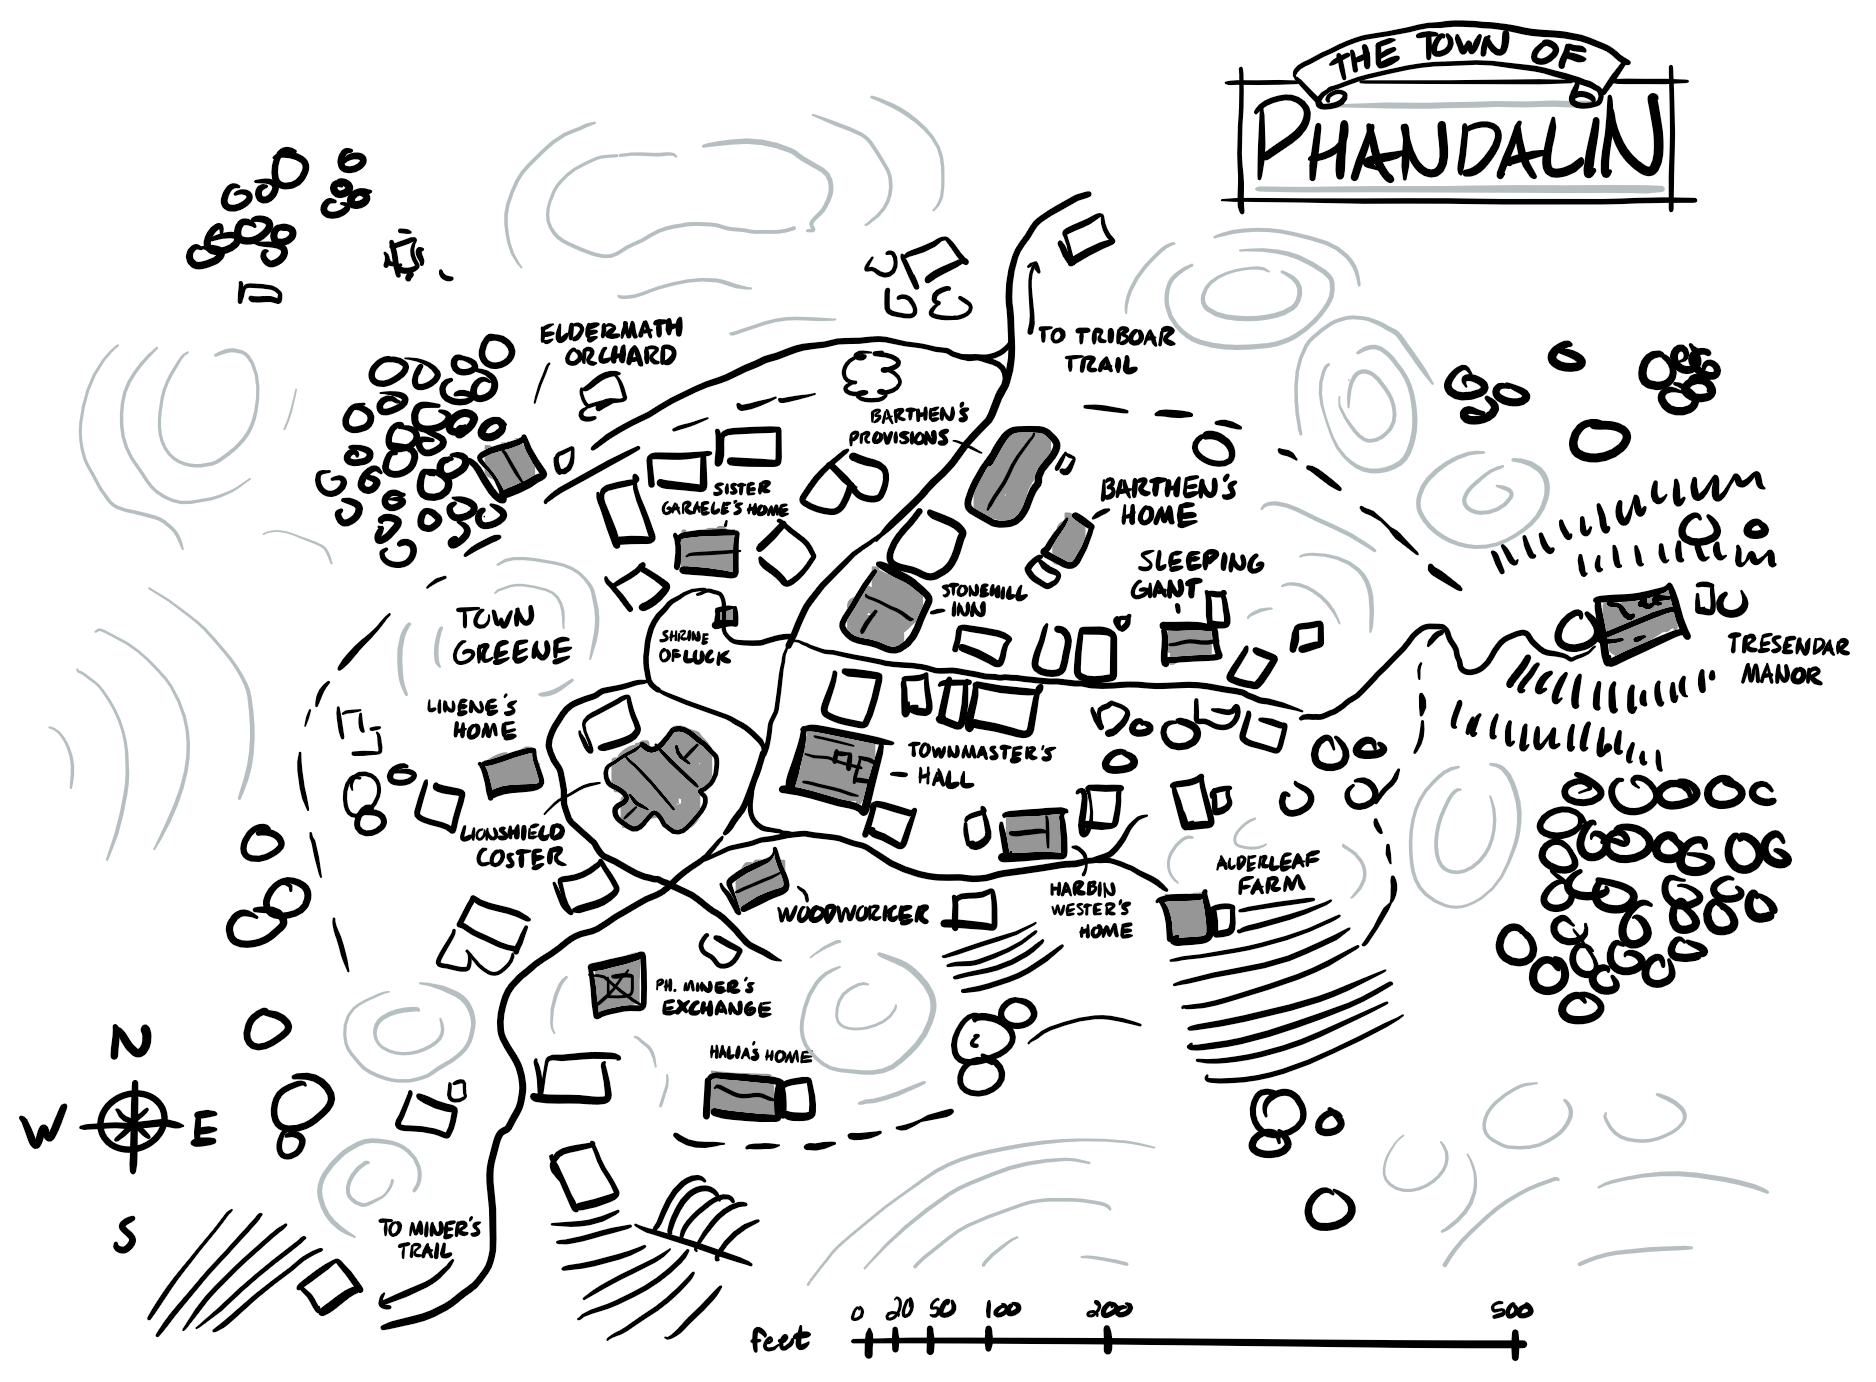 THE TOWN OF
PHANDALIN
TO TRIBOAR
TRAIL
ELDERMATH
ORCHARD
BARTHEN'S
PROVISIONS
SISTER
GARAELE'S HOME
BARTHEN'S
HOME
SLEEPING
GIANT
STONEHILL
INN
TOWN
GREENE
SHRINE
OF LUCK
TRESENDAR
MANOR
LINENE'S
HOME
TOWNMASTER'S
HALL
LIONSHIELD
COSTER
ALDERLEAF
FARM
HARBIN
WESTER'S
HOME
WOODWORKER
PH. MINER'S
EXCHANGE
HALIA'S HOME
N
W E
S
TO MINER'S
TRAIL
0 20 50 100 200 500
feet